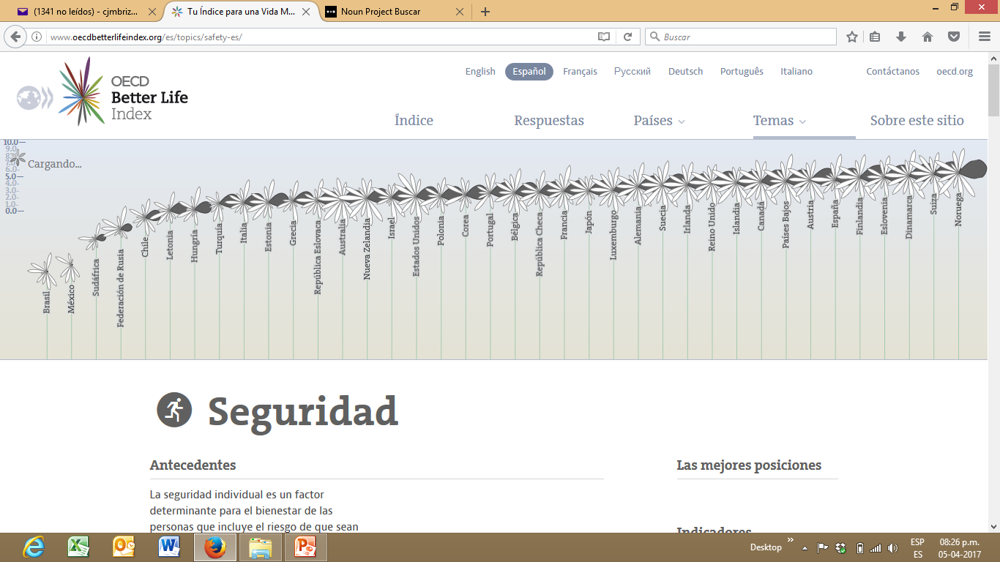 (1341 no leídos) - cjmbriz...
Tu Índice para una Vida M...
Noun Project Buscar
www.oecdbetterlifeindex.org/es/topics/safety-es/
Buscar
OECD
Better Life
Index
English Español Français Русский Deutsch Português Italiano Contáctanos oecd.org
Índice Respuestas Países Temas Sobre este sitio
10.0
9.0
8.0
7.0
6.0
5.0
4.0
3.0
2.0
0.0
Cargando...
Brasil
México
Sudáfrica
Federación de Rusia
Chile
Letonia
Hungría
Turquía
Italia
Estonia
Grecia
República Eslovaca
Australia
Nueva Zelandia
Israel
Estados Unidos
Polonia
Corea
Portugal
Bélgica
República Checa
Francia
Japón
Luxemburgo
Alemania
Suecia
Irlanda
Reino Unido
Islandia
Canadá
Países Bajos
Austria
España
Finlandia
Eslovenia
Dinamarca
Suiza
Noruega
Seguridad
Antecedentes
La seguridad individual es un factor
determinante para el bienestar de las
personas que incluye el riesgo de que sean
Las mejores posiciones
Indicadores
Desktop
ESP
ES
08:26 p.m.
05-04-2017